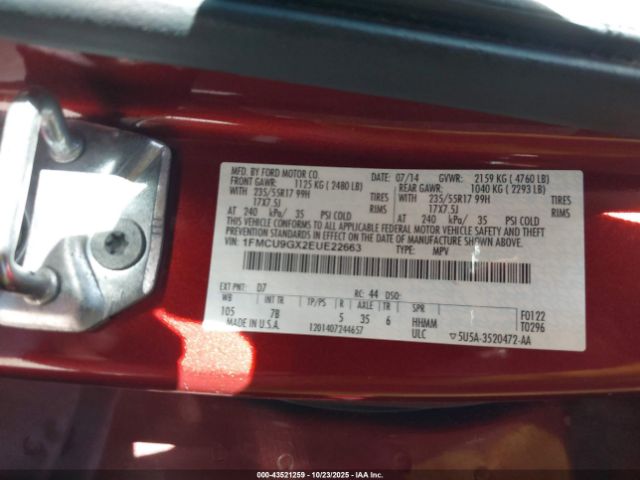 MFD. BY FORD MOTOR CO.
DATE: 07/14 GVWR: 2159 KG ( 4760 LB)
FRONT GAWR: 1125 KG ( 2480 LB) REAR GAWR: 1040 KG ( 2293 LB)
WITH 235/55R17 99H TIRES WITH 235/55R17 99H TIRES
17X7.5J RIMS 17X7.5J RIMS
AT 240 kPa/ 35 PSI COLD AT 240 kPa/ 35 PSI COLD
THIS VEHICLE CONFORMS TO ALL APPLICABLE FEDERAL MOTOR VEHICLE SAFETY AND THEFT
PREVENTION STANDARDS IN EFFECT ON THE DATE OF MANUFACTURE SHOWN ABOVE.
VIN: 1FMCU9GX2EUE22663 TYPE: MPV
EXT PNT: D7 RC: 44 DSO:
WB INT TR TP/PS R AXLE TR SPR
105 7B 5 35 6 HHMM F0122
MADE IN U.S.A. 1201407244657 ULC T0296
5U5A-3520472-AA
© IAAI (43521259 - 10/23/2025) COPART, INC.